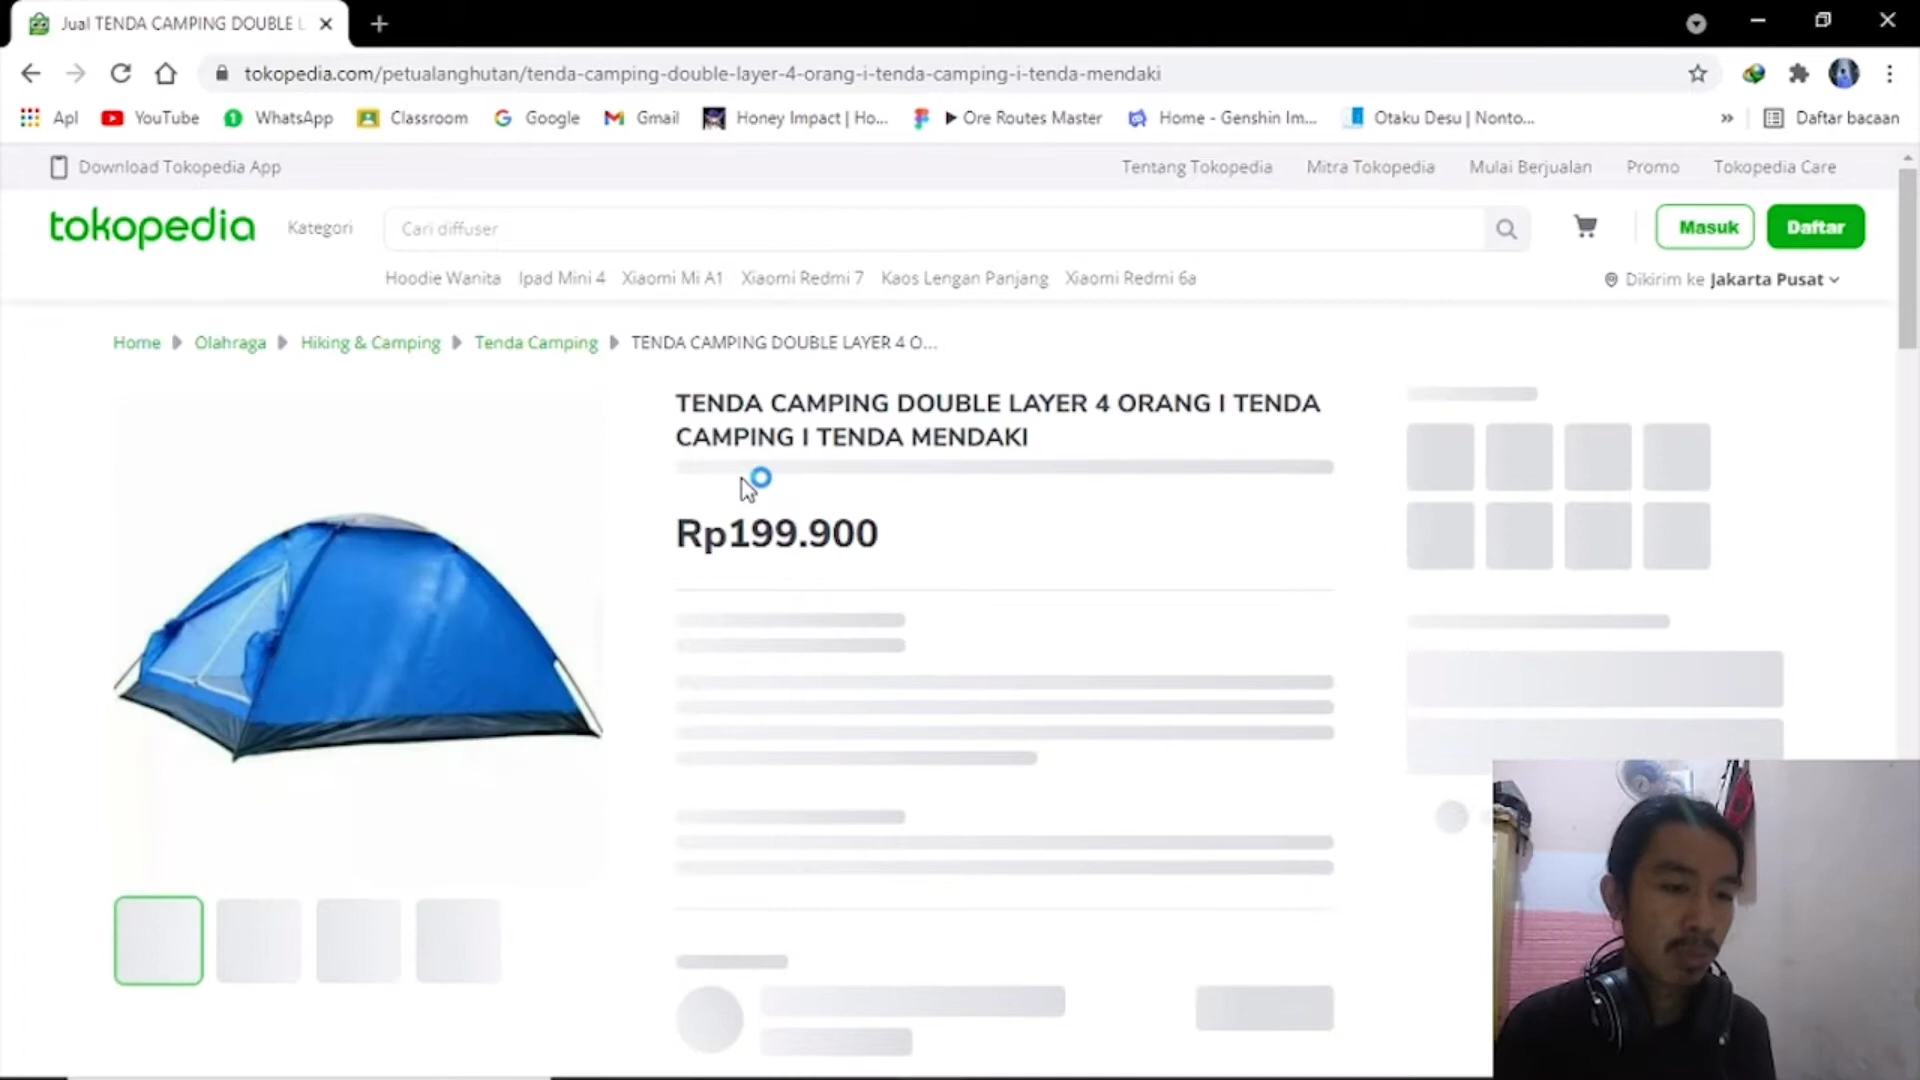 Jual TENDA CAMPING DOUBLE L
tokopedia.com/petualanghutan/tenda-camping-double-layer-4-orang-i-tenda-camping-i-tenda-mendaki
Apl YouTube WhatsApp Classroom Google Gmail Honey Impact | Ho... Ore Routes Master Home - Genshin Im... Otaku Desu | Nonto... » Daftar bacaan
Download Tokopedia App Tentang Tokopedia Mitra Tokopedia Mulai Berjualan Promo Tokopedia Care
tokopedia Kategori Cari diffuser Masuk Daftar
Hoodie Wanita Ipad Mini 4 Xiaomi Mi A1 Xiaomi Redmi 7 Kaos Lengan Panjang Xiaomi Redmi 6a Dikirim ke Jakarta Pusat
Home Olahraga Hiking & Camping Tenda Camping TENDA CAMPING DOUBLE LAYER 4 O...
TENDA CAMPING DOUBLE LAYER 4 ORANG I TENDA
CAMPING I TENDA MENDAKI
Rp199.900